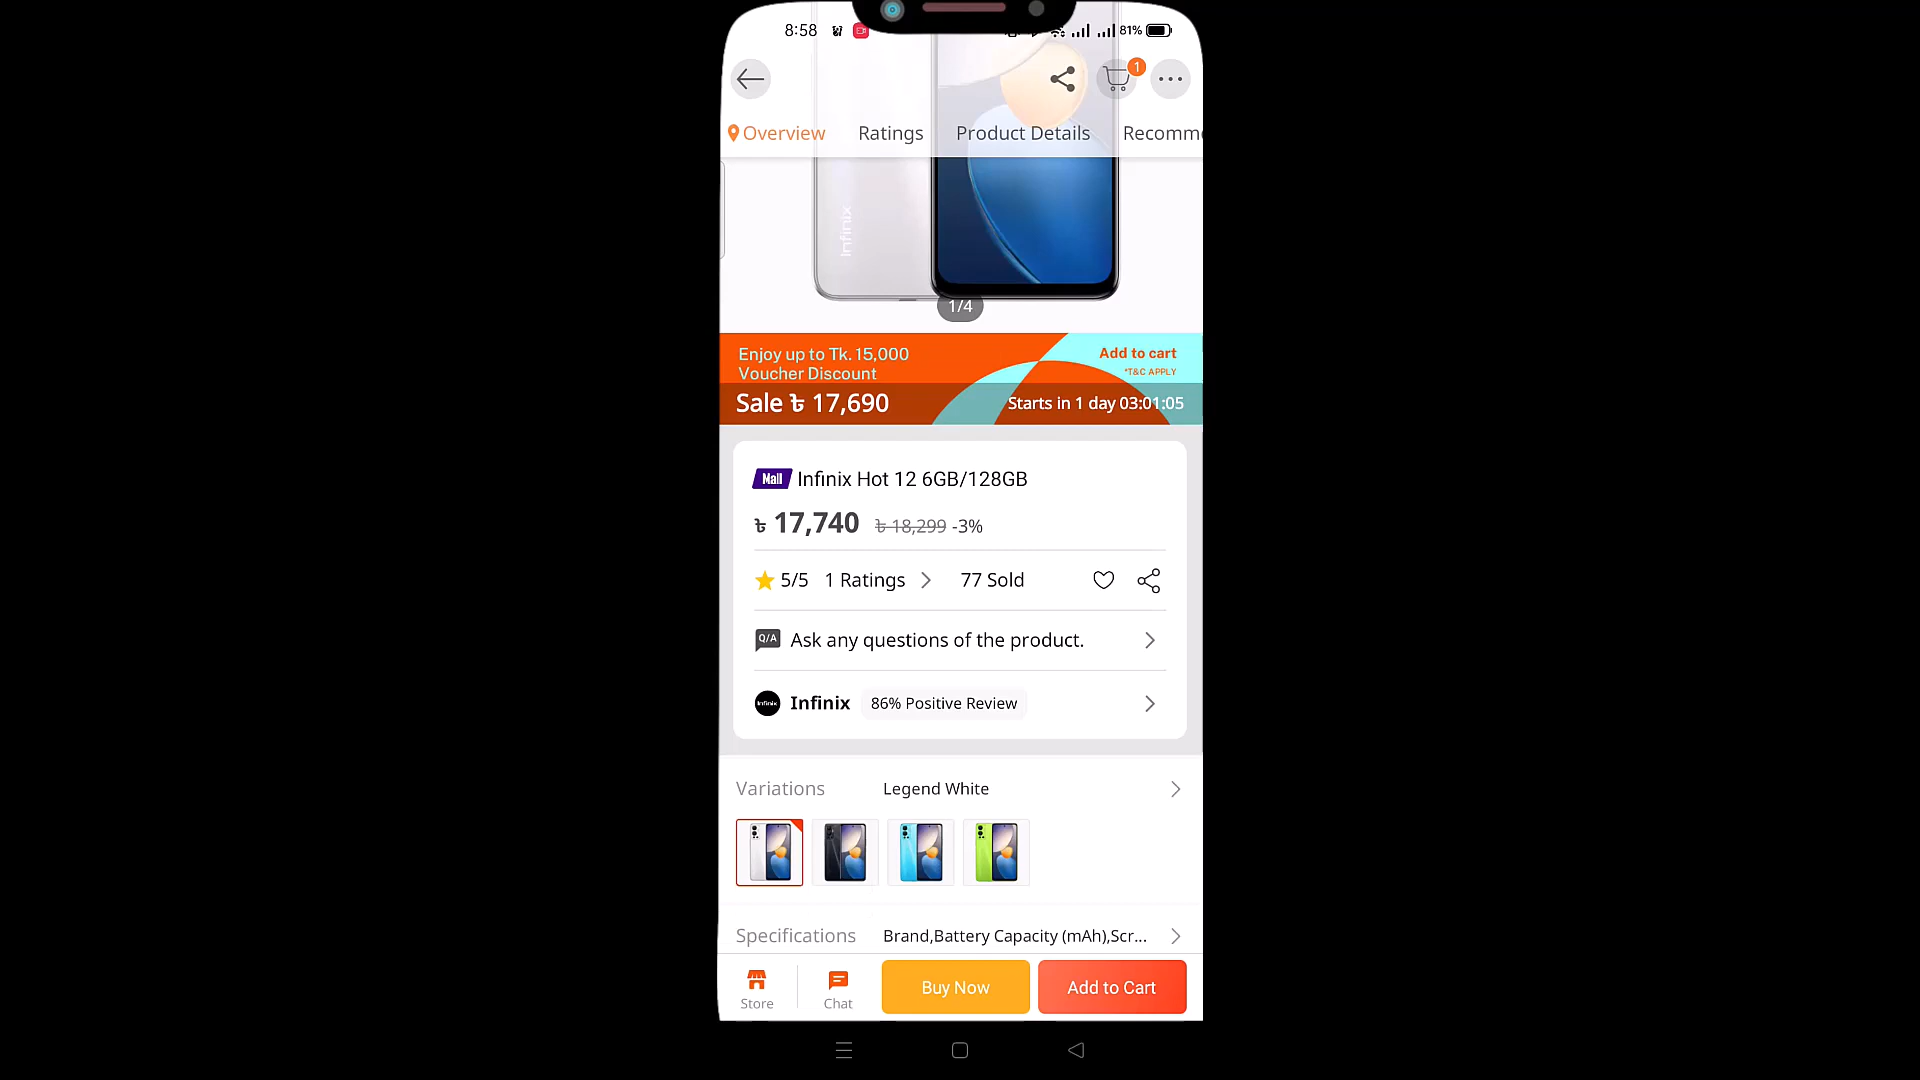 8:58
81%
1
Overview Ratings Product Details Recomm
Infinix
1/4
Enjoy up to Tk. 15,000
Voucher Discount
Add to cart
*T&C APPLY
Sale ৳ 17,690
Starts in 1 day 03:01:05
Mall Infinix Hot 12 6GB/128GB
৳ 17,740 ৳ 18,299 -3%
5/5 1 Ratings 77 Sold
Q/A Ask any questions of the product.
Infinix Infinix 86% Positive Review
Variations Legend White
Specifications Brand,Battery Capacity (mAh),Scr...
Store Chat Buy Now Add to Cart